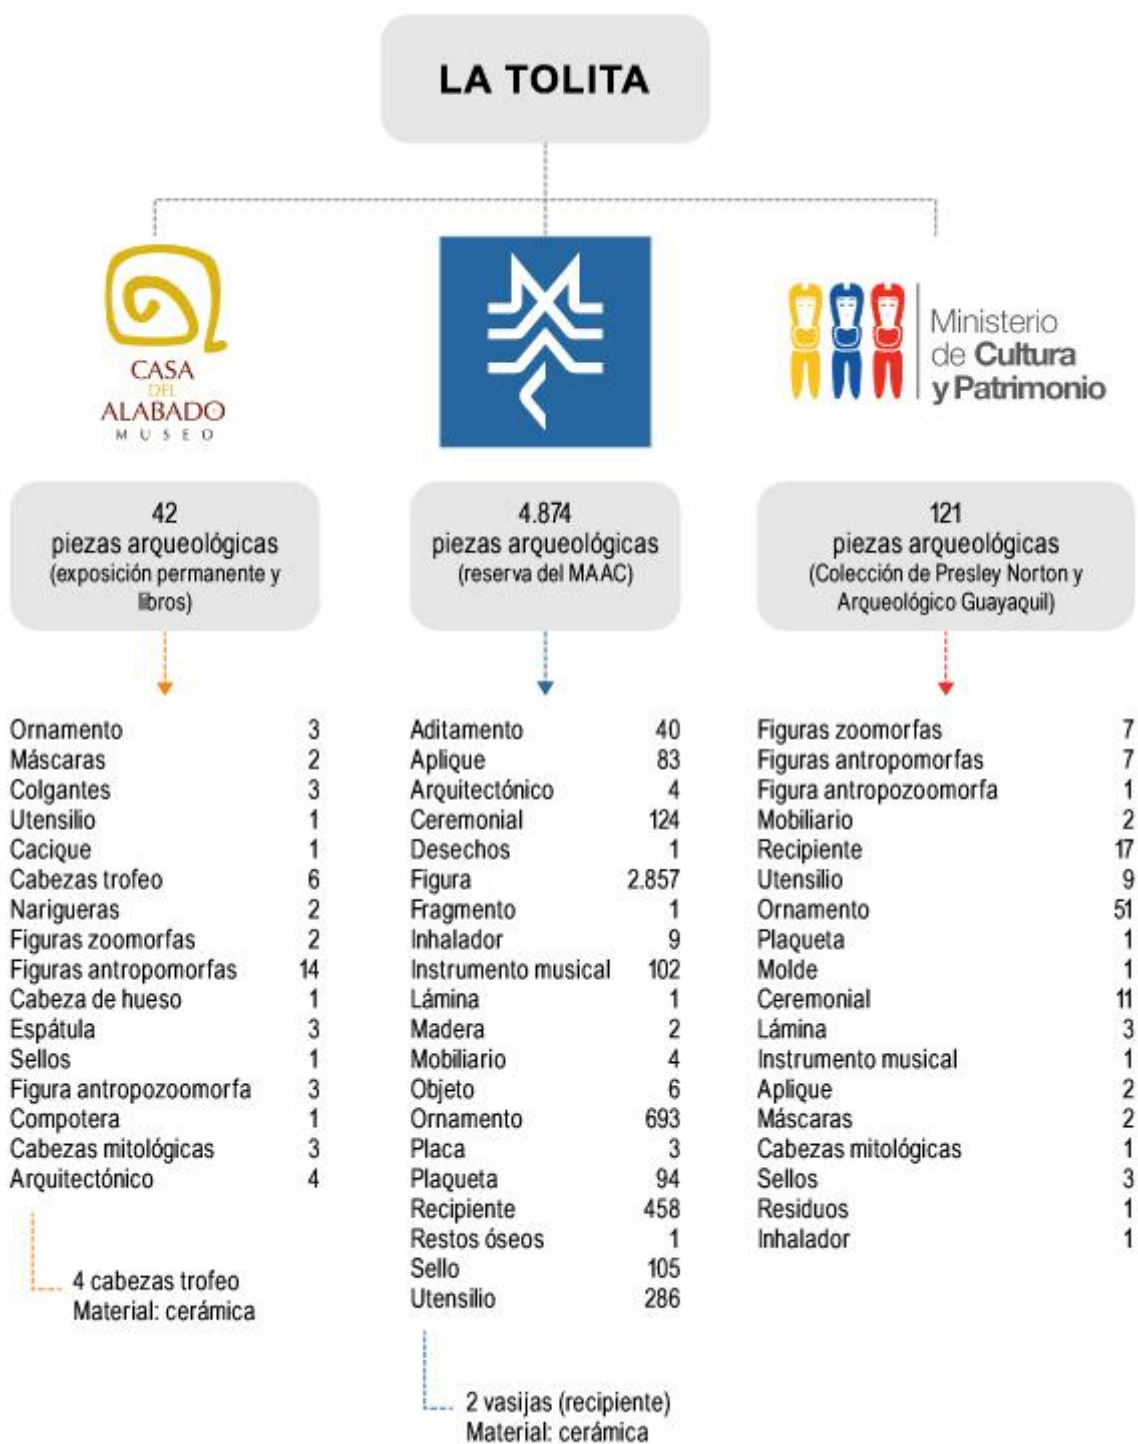 LA TOLITA
CASA
DEL
ALABADO
MUSEO
Ministerio
de Cultura
y Patrimonio
42
piezas arqueológicas
(exposición permanente y
libros)
4.874
piezas arqueológicas
(reserva del MAAC)
121
piezas arqueológicas
(Colección de Presley Norton y
Arqueológico Guayaquil)
Ornamento 3
Máscaras 2
Colgantes 3
Utensilio 1
Cacique 1
Cabezas trofeo 6
Narigueras 2
Figuras zoomorfas 2
Figuras antropomorfas 14
Cabeza de hueso 1
Espátula 3
Sellos 1
Figura antropozoomorfa 3
Compotera 1
Cabezas mitológicas 3
Arquitectónico 4
4 cabezas trofeo
Material: cerámica
Aditamento 40
Aplique 83
Arquitectónico 4
Ceremonial 124
Desechos 1
Figura 2.857
Fragmento 1
Inhalador 9
Instrumento musical 102
Lámina 1
Madera 2
Mobiliario 4
Objeto 6
Ornamento 693
Placa 3
Plaqueta 94
Recipiente 458
Restos óseos 1
Sello 105
Utensilio 286
2 vasijas (recipiente)
Material: cerámica
Figuras zoomorfas 7
Figuras antropomorfas 7
Figura antropozoomorfa 1
Mobiliario 2
Recipiente 17
Utensilio 9
Ornamento 51
Plaqueta 1
Molde 1
Ceremonial 11
Lámina 3
Instrumento musical 1
Aplique 2
Máscaras 2
Cabezas mitológicas 1
Sellos 3
Residuos 1
Inhalador 1